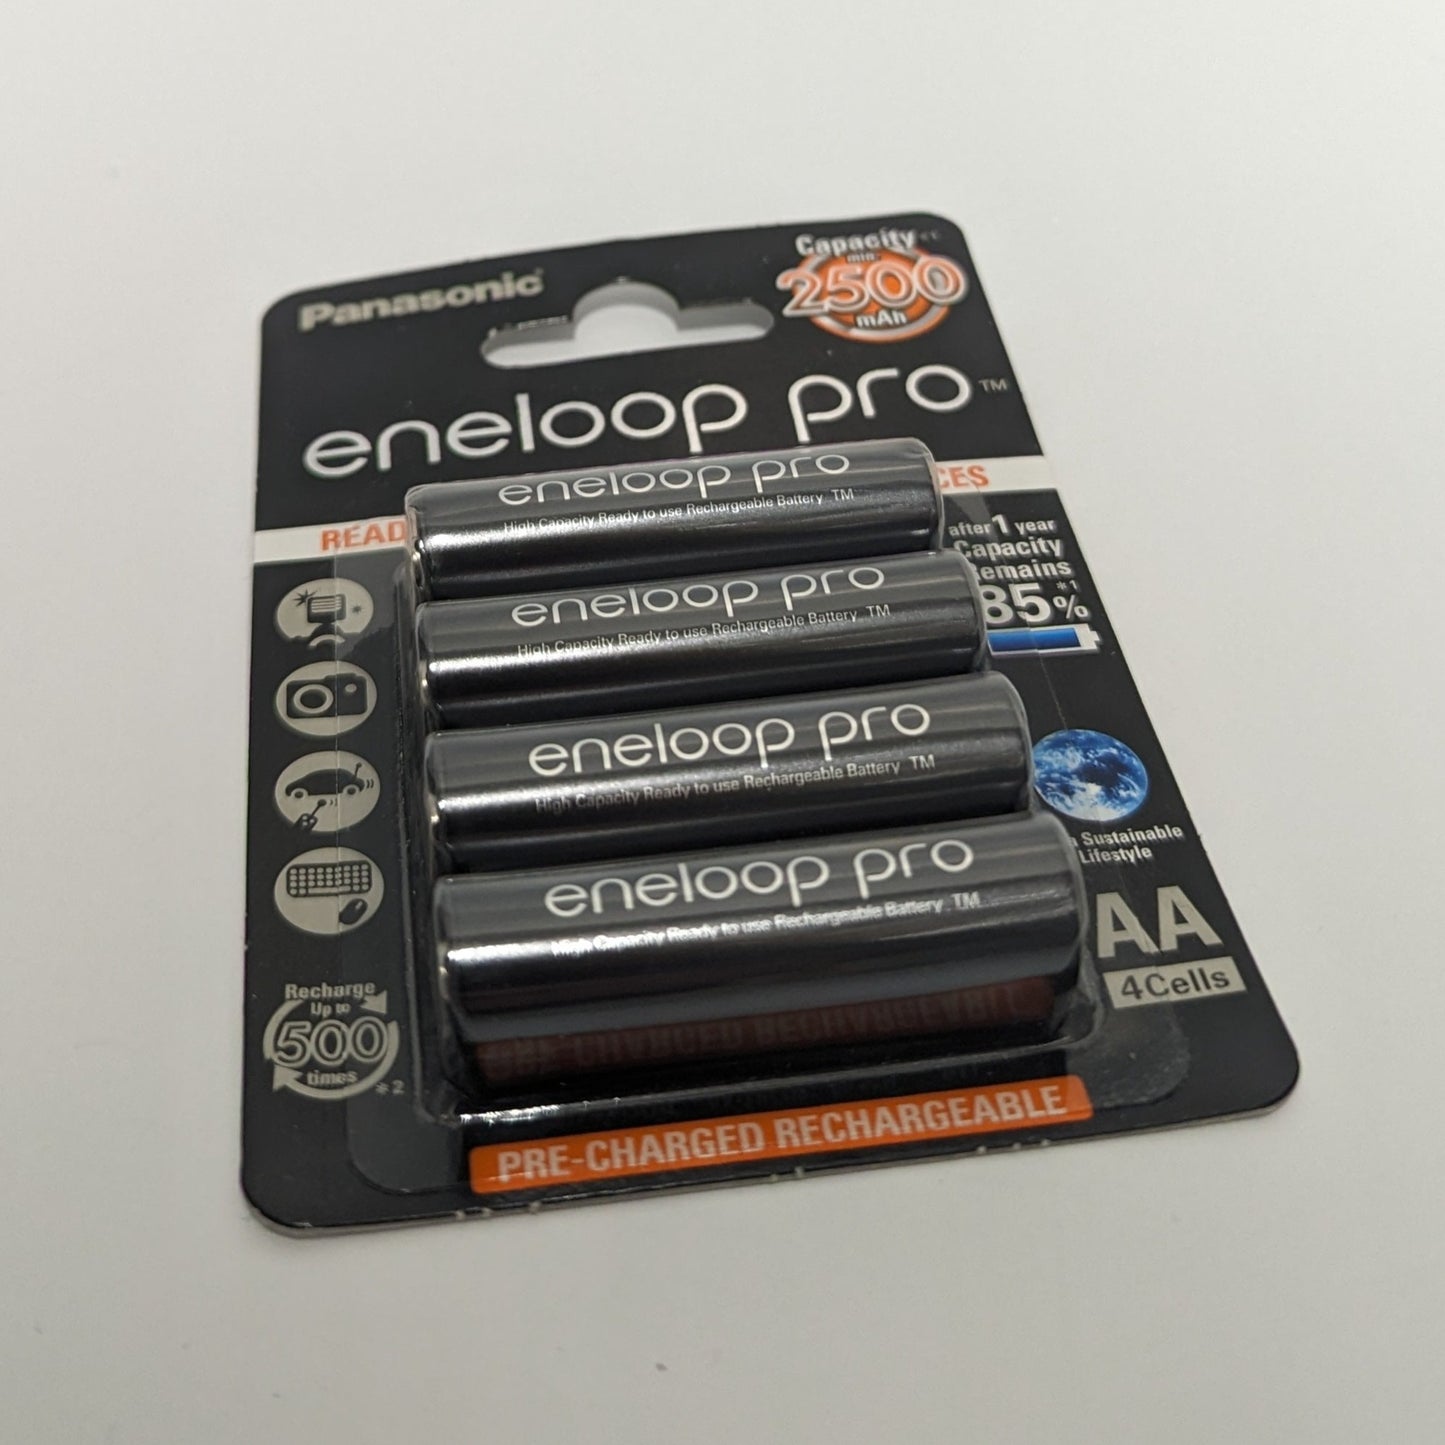 Panasonic
Capacity
min.
2500
mAh
eneloop pro™
eneloop pro
High Capacity Ready to use Rechargeable Battery TM
eneloop pro
High Capacity Ready to use Rechargeable Battery TM
eneloop pro
High Capacity Ready to use Rechargeable Battery TM
eneloop pro
High Capacity Ready to use Rechargeable Battery TM
after 1 year
Capacity
Remains
85%*1
Sustainable
Lifestyle
AA
4Cells
Recharge
Up to
500
times *2
PRE-CHARGED RECHARGEABLE